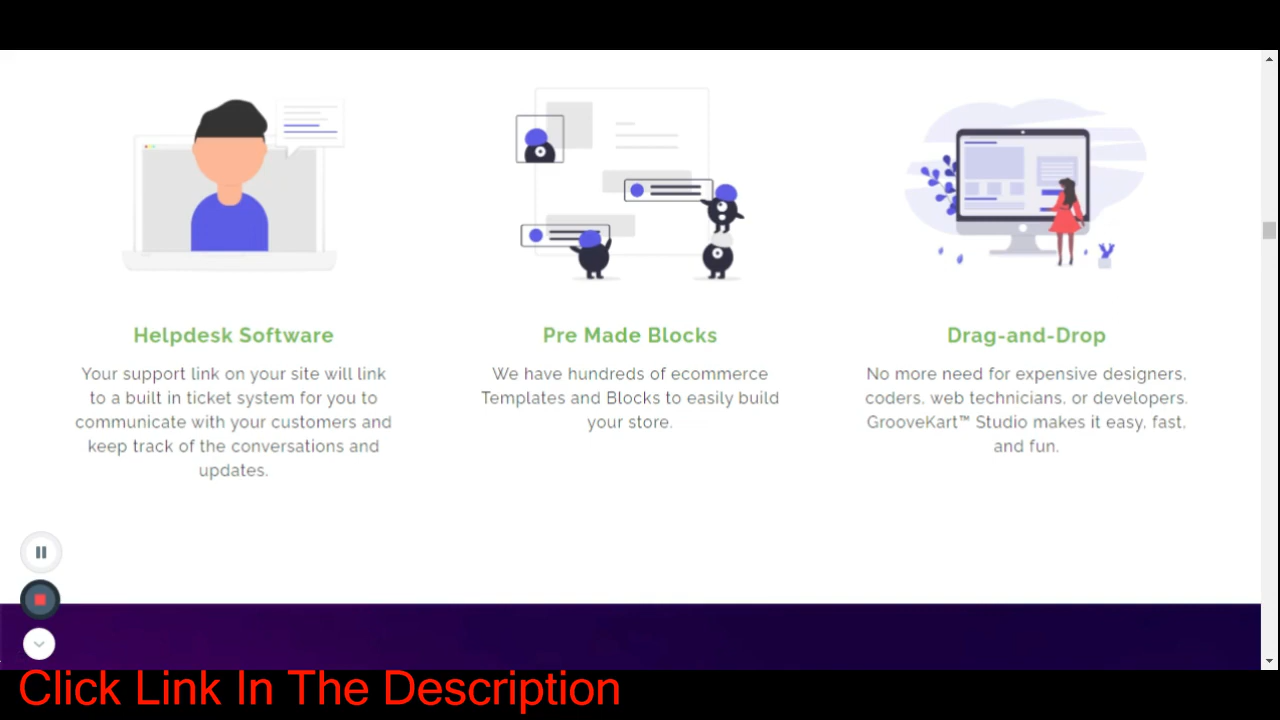 Helpdesk Software
Your support link on your site will link
to a built in ticket system for you to
communicate with your customers and
keep track of the conversations and
updates.
Pre Made Blocks
We have hundreds of ecommerce
Templates and Blocks to easily build
your store.
Drag-and-Drop
No more need for expensive designers,
coders, web technicians, or developers.
GrooveKart™ Studio makes it easy, fast,
and fun.
Click Link In The Description